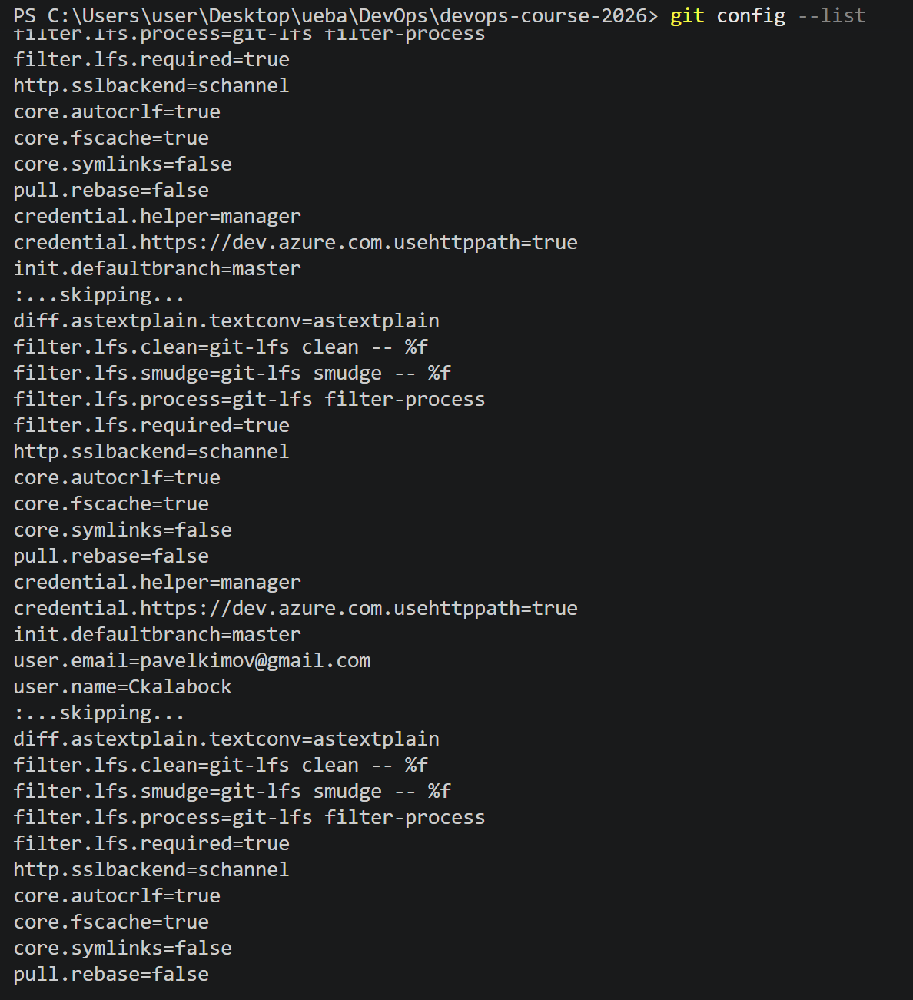 PS C:\Users\user\Desktop\ueba\DevOps\devops-course-2026> git config --list
filter.lfs.process=git-lfs filter-process
filter.lfs.required=true
http.sslbackend=schannel
core.autocrlf=true
core.fscache=true
core.symlinks=false
pull.rebase=false
credential.helper=manager
credential.https://dev.azure.com.usehttppath=true
init.defaultbranch=master
:...skipping...
diff.astextplain.textconv=astextplain
filter.lfs.clean=git-lfs clean -- %f
filter.lfs.smudge=git-lfs smudge -- %f
filter.lfs.process=git-lfs filter-process
filter.lfs.required=true
http.sslbackend=schannel
core.autocrlf=true
core.fscache=true
core.symlinks=false
pull.rebase=false
credential.helper=manager
credential.https://dev.azure.com.usehttppath=true
init.defaultbranch=master
user.email=pavelkimov@gmail.com
user.name=Ckalabock
:...skipping...
diff.astextplain.textconv=astextplain
filter.lfs.clean=git-lfs clean -- %f
filter.lfs.smudge=git-lfs smudge -- %f
filter.lfs.process=git-lfs filter-process
filter.lfs.required=true
http.sslbackend=schannel
core.autocrlf=true
core.fscache=true
core.symlinks=false
pull.rebase=false